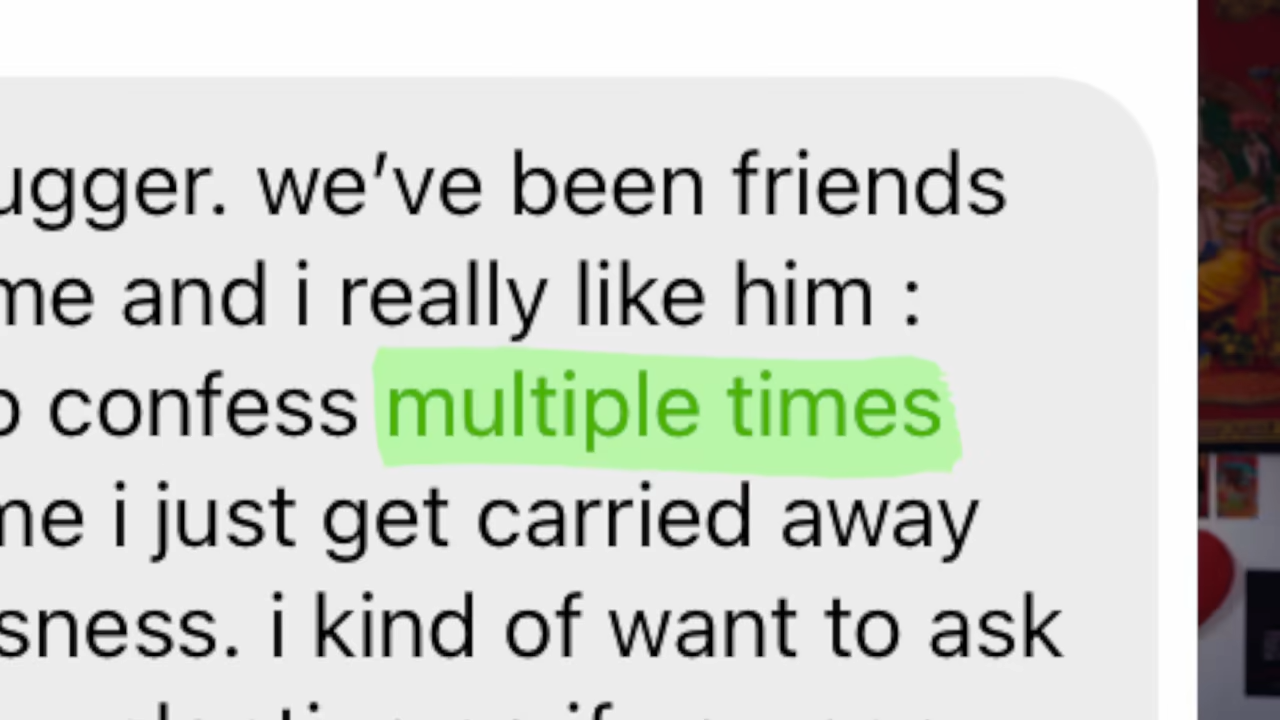 ugger. we've been friends
me and i really like him :
o confess multiple times
me i just get carried away
sness. i kind of want to ask